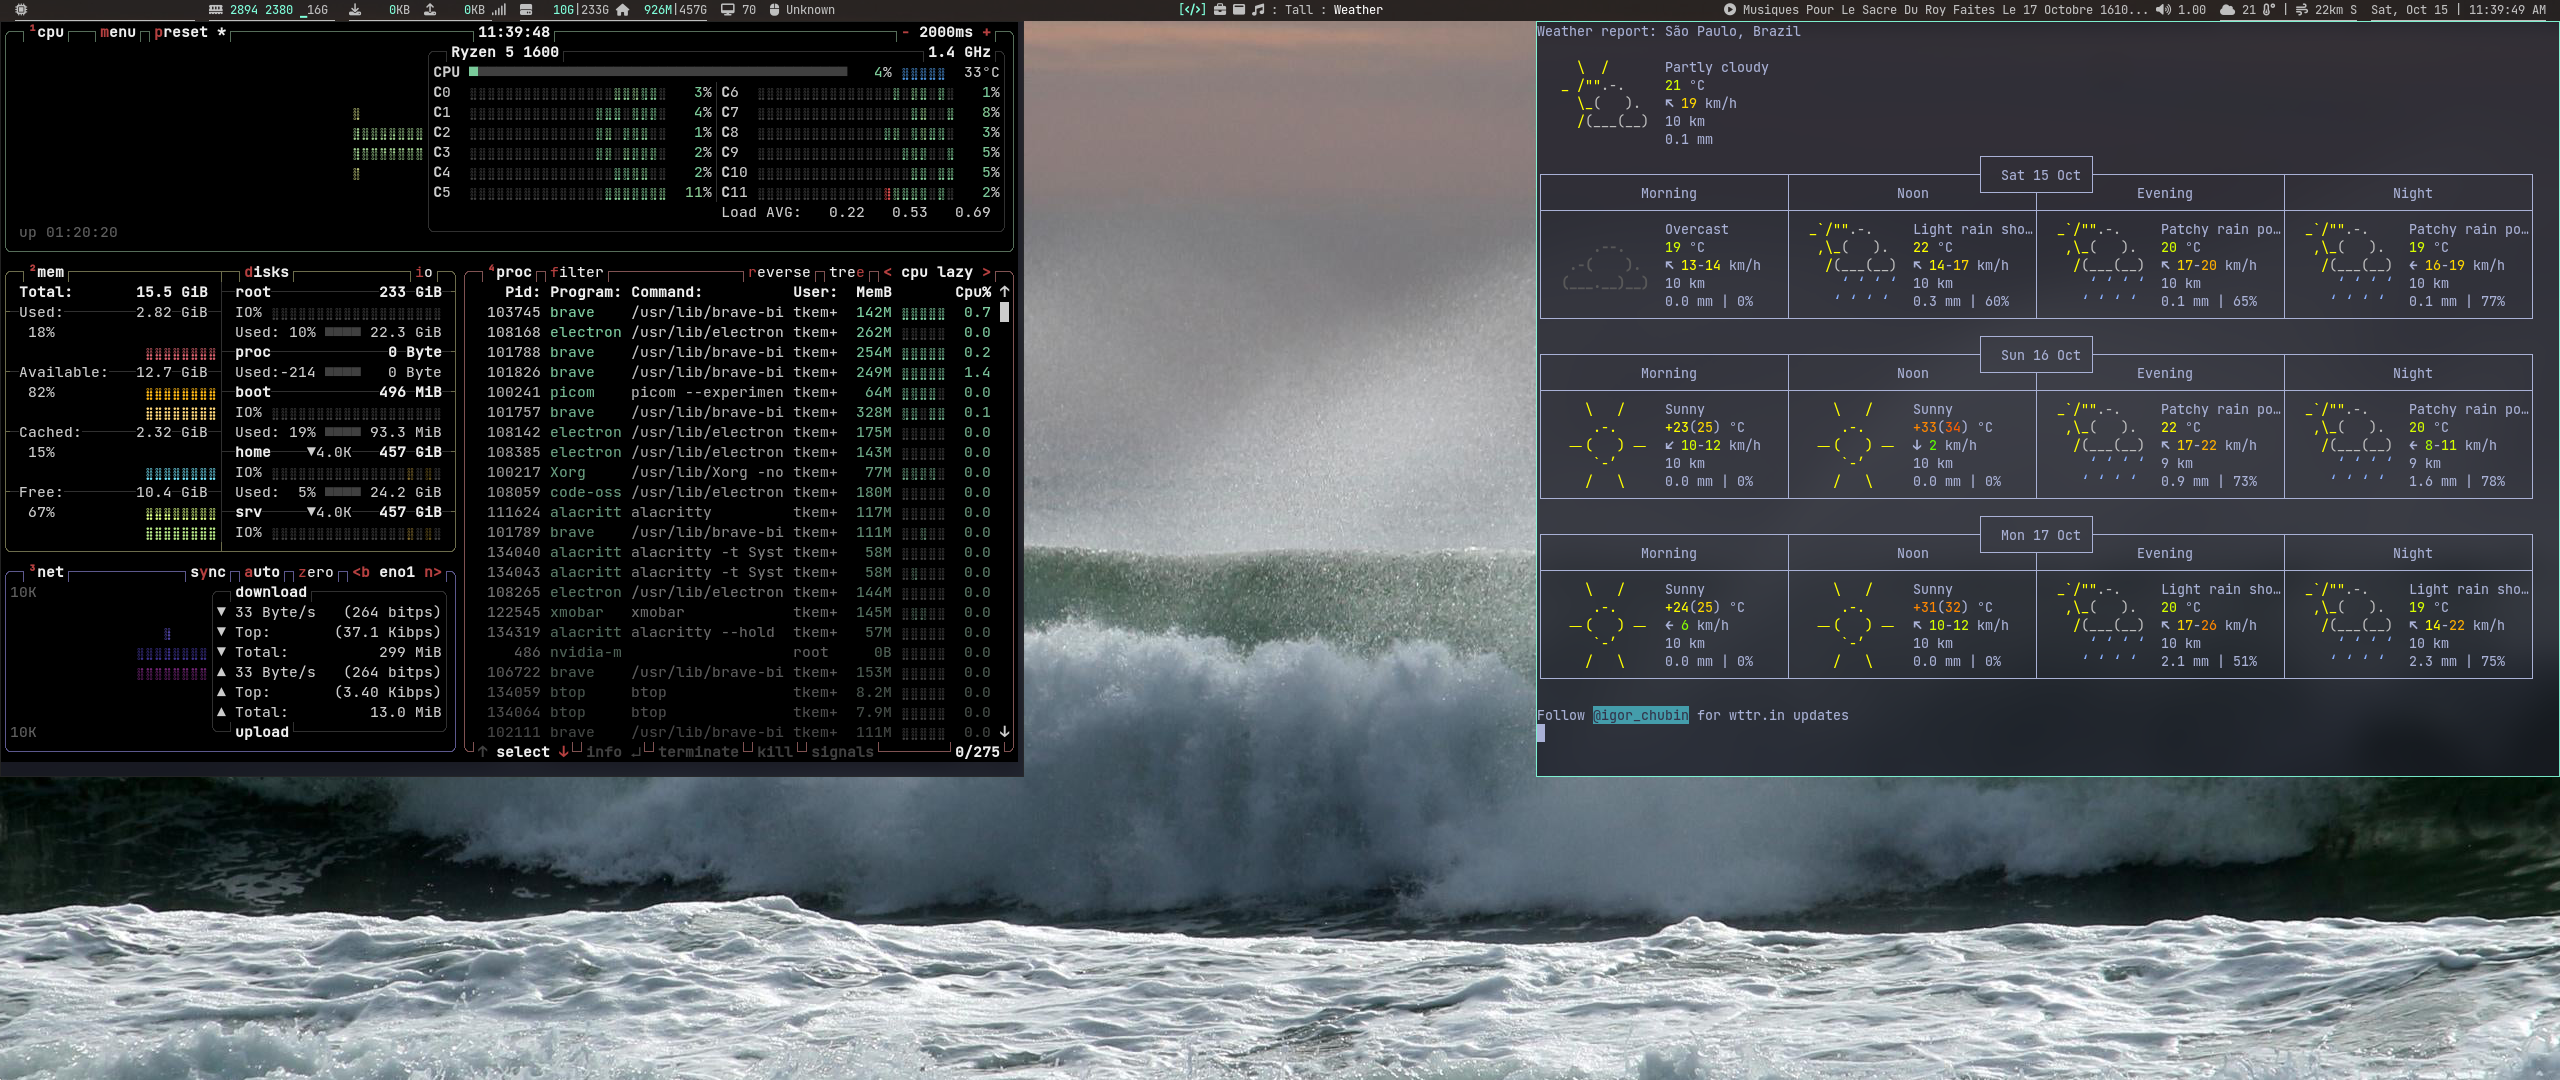 2894 2380 _16G 0KB 0KB 10G|233G 926M|457G 70 Unknown
[</>] : Tall : Weather
Musiques Pour Le Sacre Du Roy Faites Le 17 Octobre 1610... 1.00 21 | 22km S Sat, Oct 15 | 11:39:49 AM
¹cpu menu preset * 11:39:48 - 2000ms +
Ryzen 5 1600 1.4 GHz
CPU 4% 33°C
C0 3% C6 1%
C1 4% C7 8%
C2 1% C8 3%
C3 2% C9 5%
C4 2% C10 5%
C5 11% C11 2%
Load AVG: 0.22 0.53 0.69
up 01:20:20
²mem disks io
Total: 15.5 GiB
Used: 2.82 GiB
18%
Available: 12.7 GiB
82%
Cached: 2.32 GiB
15%
Free: 10.4 GiB
67%
root 233 GiB
IO%
Used: 10% 22.3 GiB
proc 0 Byte
Used:-214 0 Byte
boot 496 MiB
IO%
Used: 19% 93.3 MiB
home ▼4.0K 457 GiB
IO%
Used: 5% 24.2 GiB
srv ▼4.0K 457 GiB
IO%
³net sync auto zero <b eno1 n>
10K
download
▼ 33 Byte/s (264 bitps)
▼ Top: (37.1 Kibps)
▼ Total: 299 MiB
▲ 33 Byte/s (264 bitps)
▲ Top: (3.40 Kibps)
▲ Total: 13.0 MiB
10K
upload
⁴proc filter reverse tree < cpu lazy >
Pid: Program: Command: User: MemB Cpu% ↑
103745 brave /usr/lib/brave-bi tkem+ 142M 0.7
108168 electron /usr/lib/electron tkem+ 262M 0.0
101788 brave /usr/lib/brave-bi tkem+ 254M 0.2
101826 brave /usr/lib/brave-bi tkem+ 249M 1.4
100241 picom picom --experimen tkem+ 64M 0.0
101757 brave /usr/lib/brave-bi tkem+ 328M 0.1
108142 electron /usr/lib/electron tkem+ 175M 0.0
108385 electron /usr/lib/electron tkem+ 143M 0.0
100217 Xorg /usr/lib/Xorg -no tkem+ 77M 0.0
108059 code-oss /usr/lib/electron tkem+ 180M 0.0
111624 alacritt alacritty tkem+ 117M 0.0
101789 brave /usr/lib/brave-bi tkem+ 111M 0.0
134040 alacritt alacritty -t Syst tkem+ 58M 0.0
134043 alacritt alacritty -t Syst tkem+ 58M 0.0
108265 electron /usr/lib/electron tkem+ 144M 0.0
122545 xmobar xmobar tkem+ 145M 0.0
134319 alacritt alacritty --hold tkem+ 57M 0.0
486 nvidia-m root 0B 0.0
106722 brave /usr/lib/brave-bi tkem+ 153M 0.0
134059 btop btop tkem+ 8.2M 0.0
134064 btop btop tkem+ 7.9M 0.0
102111 brave /usr/lib/brave-bi tkem+ 111M 0.0 ↓
↑ select ↓ info ↵ terminate kill signals 0/275
Weather report: São Paulo, Brazil
Partly cloudy
21 °C
↖ 19 km/h
10 km
0.1 mm
Sat 15 Oct
Morning Noon Evening Night
Overcast Light rain sho… Patchy rain po… Patchy rain po…
19 °C 22 °C 20 °C 19 °C
↖ 13-14 km/h ↖ 14-17 km/h ↖ 17-20 km/h ← 16-19 km/h
10 km 10 km 10 km 10 km
0.0 mm | 0% 0.3 mm | 60% 0.1 mm | 65% 0.1 mm | 77%
Sun 16 Oct
Morning Noon Evening Night
Sunny Sunny Patchy rain po… Patchy rain po…
+23(25) °C +33(34) °C 22 °C 20 °C
↙ 10-12 km/h ↓ 2 km/h ↖ 17-22 km/h ← 8-11 km/h
10 km 10 km 9 km 9 km
0.0 mm | 0% 0.0 mm | 0% 0.9 mm | 73% 1.6 mm | 78%
Mon 17 Oct
Morning Noon Evening Night
Sunny Sunny Light rain sho… Light rain sho…
+24(25) °C +31(32) °C 20 °C 19 °C
← 6 km/h ↖ 10-12 km/h ↖ 17-26 km/h ↖ 14-22 km/h
10 km 10 km 10 km 10 km
0.0 mm | 0% 0.0 mm | 0% 2.1 mm | 51% 2.3 mm | 75%
Follow @igor_chubin for wttr.in updates